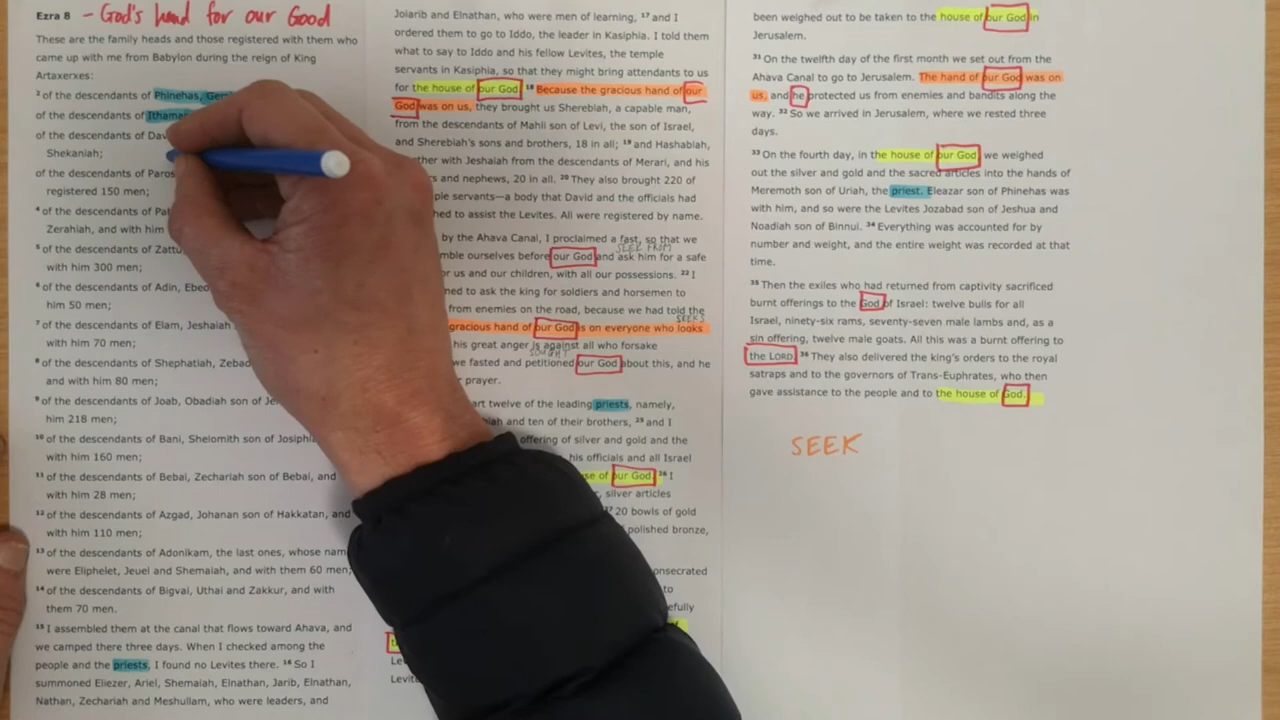 Ezra 8 - God's hand for our Good
These are the family heads and those registered with them who
came up with me from Babylon during the reign of King
Artaxerxes:
² of the descendants of Phinehas,
of the descendants of
of the descendants of
Shekaniah;
of the descendants of
registered 150 men;
⁴ of the descendants of
Zerahiah, and with him
⁵ of the descendants of
with him 300 men;
⁶ of the descendants of Adin,
him 50 men;
⁷ of the descendants of Elam, Jeshaiah
with him 70 men;
⁸ of the descendants of Shephatiah,
and with him 80 men;
⁹ of the descendants of Joab, Obadiah son of
him 218 men;
¹⁰ of the descendants of Bani, Shelomith son of
with him 160 men;
¹¹ of the descendants of Bebai, Zechariah son of Bebai, and
with him 28 men;
¹² of the descendants of Azgad, Johanan son of Hakkatan, and
with him 110 men;
¹³ of the descendants of Adonikam, the last ones, whose
were Eliphelet, Jeuel and Shemaiah, and with them 60 men;
¹⁴ of the descendants of Bigvai, Uthai and Zakkur, and with
them 70 men.
¹⁵ I assembled them at the canal that flows toward Ahava, and
we camped there three days. When I checked among the
people and the priests, I found no Levites there. ¹⁶ So I
summoned Eliezer, Ariel, Shemaiah, Elnathan, Jarib, Elnathan,
Nathan, Zechariah and Meshullam, who were leaders, and
Joiarib and Elnathan, who were men of learning, ¹⁷ and I
ordered them to go to Iddo, the leader in Kasiphia. I told them
what to say to Iddo and his fellow Levites, the temple
servants in Kasiphia, so that they might bring attendants to us
for the house of our God. ¹⁸ Because the gracious hand of our
God was on us, they brought us Sherebiah, a capable man,
from the descendants of Mahli son of Levi, the son of Israel,
and Sherebiah's sons and brothers, 18 in all; ¹⁹ and Hashabiah,
with Jeshaiah from the descendants of Merari, and his
and nephews, 20 in all. ²⁰ They also brought 220 of
servants—a body that David and the officials had
to assist the Levites. All were registered by name.
by the Ahava Canal, I proclaimed a fast, so that we
SEEK FROM
ourselves before our God and ask him for a safe
us and our children, with all our possessions. ²² I
to ask the king for soldiers and horsemen to
from enemies on the road, because we had told the
SEEKS
gracious hand of our God is on everyone who looks
his great anger is against all who forsake
SOUGHT
we fasted and petitioned our God about this, and he
prayer.
twelve of the leading priests, namely,
and ten of their brothers, ²⁵ and I
offering of silver and gold and the
his officials and all Israel
of our God. ²⁶ I
silver articles
20 bowls of gold
polished bronze,
to
been weighed out to be taken to the house of our God in
Jerusalem.
³¹ On the twelfth day of the first month we set out from the
Ahava Canal to go to Jerusalem. The hand of our God was on
us, and he protected us from enemies and bandits along the
way. ³² So we arrived in Jerusalem, where we rested three
days.
³³ On the fourth day, in the house of our God, we weighed
out the silver and gold and the sacred articles into the hands of
Meremoth son of Uriah, the priest. Eleazar son of Phinehas was
with him, and so were the Levites Jozabad son of Jeshua and
Noadiah son of Binnui. ³⁴ Everything was accounted for by
number and weight, and the entire weight was recorded at that
time.
³⁵ Then the exiles who had returned from captivity sacrificed
burnt offerings to the God of Israel: twelve bulls for all
Israel, ninety-six rams, seventy-seven male lambs and, as a
sin offering, twelve male goats. All this was a burnt offering to
the LORD. ³⁶ They also delivered the king's orders to the royal
satraps and to the governors of Trans-Euphrates, who then
gave assistance to the people and to the house of God.
SEEK